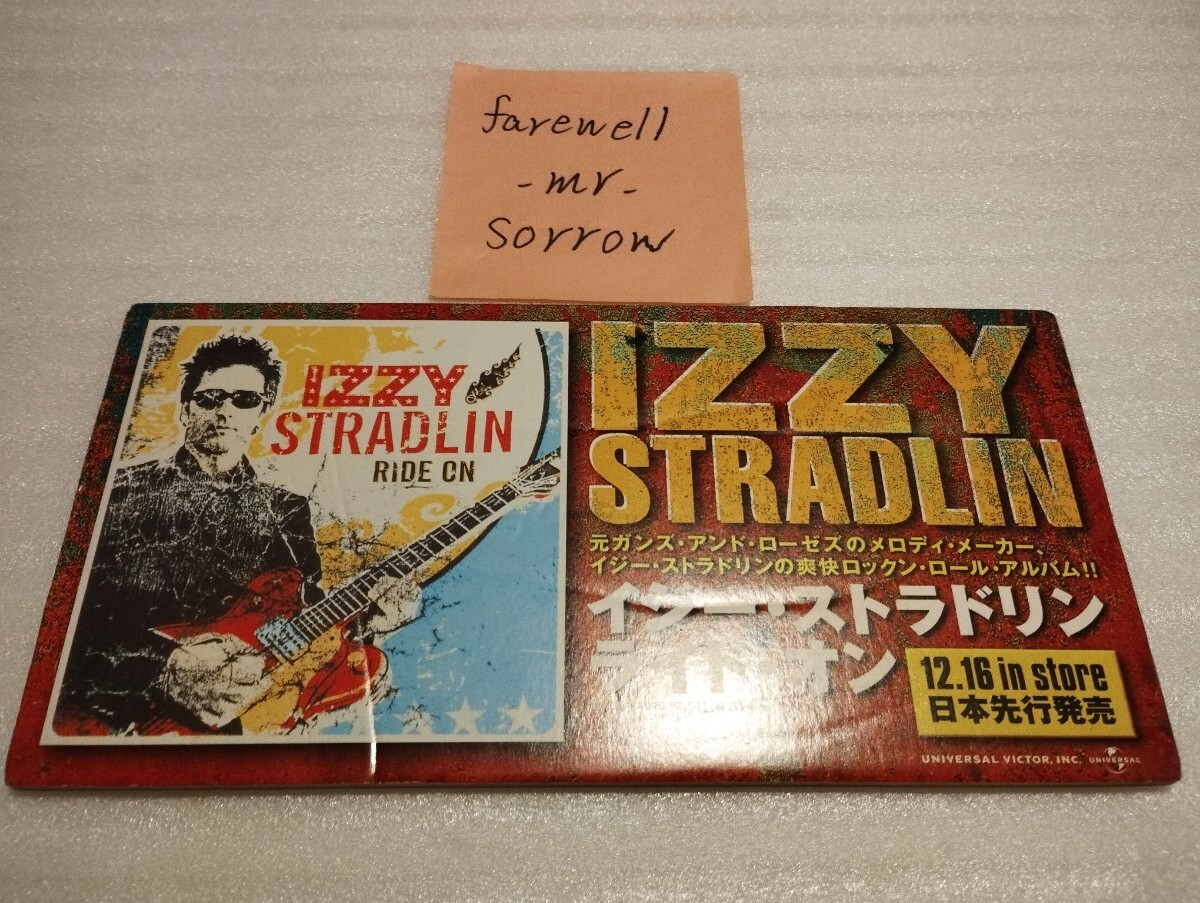 farewell
-mr-
sorrow
IZZY
STRADLIN
RIDE ON
IZZY
STRADLIN
元ガンズ・アンド・ローゼズのメロディ・メーカー、
イジー・ストラドリンの爽快ロックン・ロール・アルバム!!
イジー・ストラドリン
ライド・オン
12.16 in store
日本先行発売
UNIVERSAL VICTOR, INC.
UNIVERSAL